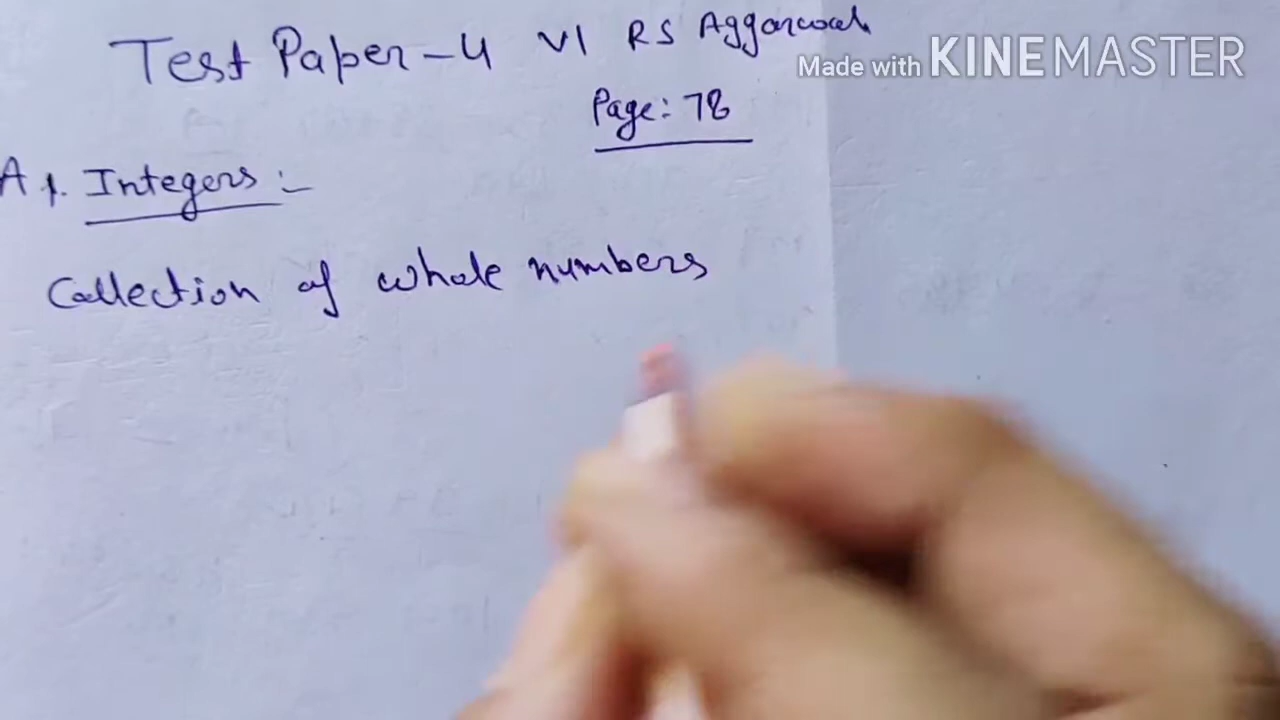 Test Paper-4 VI RS Aggarwal
Made with KINEMASTER
Page: 78
A 1. Integers :-
Collection of whole numbers